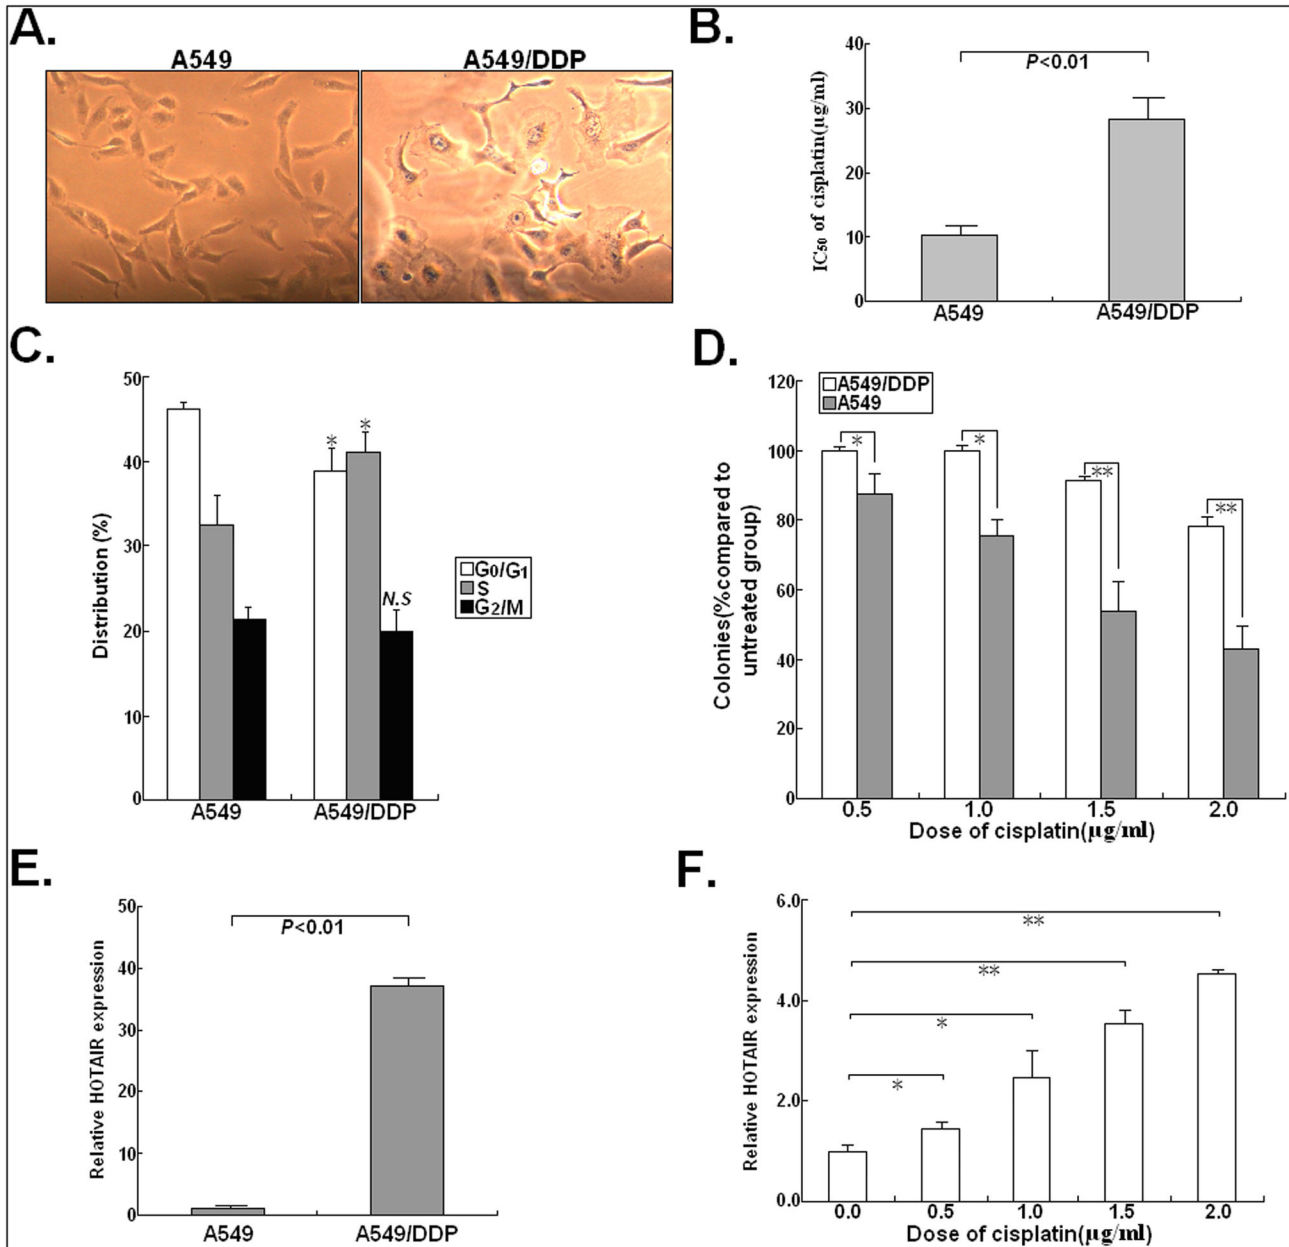 A.
A549
A549/DDP
B.
IC50 of cisplatin(µg/ml)
40
30
20
10
0
P<0.01
A549
A549/DDP
C.
Distribution (%)
50
40
30
20
10
0
*
*
N.S
G0/G1
S
G2/M
A549
A549/DDP
D.
Colonies(%compared to
untreated group)
120
100
80
60
40
20
0
A549/DDP
A549
*
*
**
**
0.5
1.0
1.5
2.0
Dose of cisplatin(µg/ml)
E.
Relative HOTAIR expression
50
40
30
20
10
0
P<0.01
A549
A549/DDP
F.
Relative HOTAIR expression
6.0
4.0
2.0
0.0
**
**
*
*
0.0
0.5
1.0
1.5
2.0
Dose of cisplatin(µg/ml)